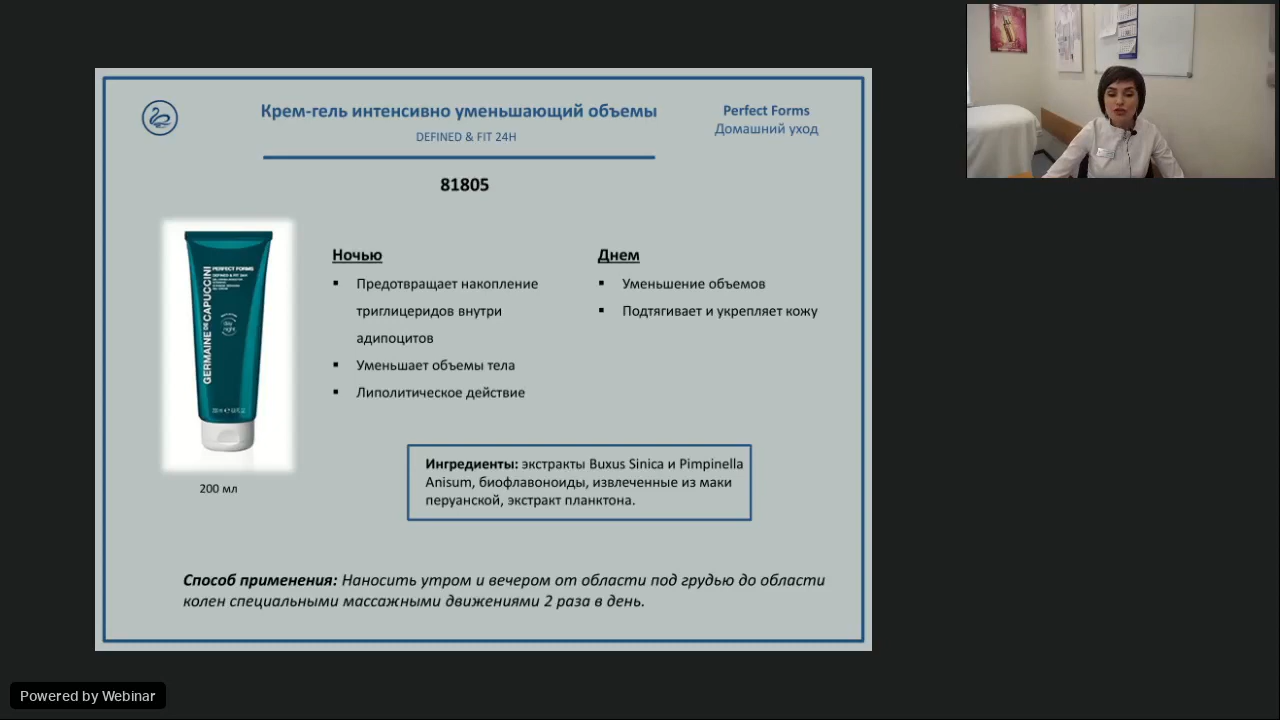 Крем-гель интенсивно уменьшающий объемы
DEFINED & FIT 24H
Perfect Forms
Домашний уход
81805
GERMAINE DE CAPUCCINI
PERFECT FORMS
DEFINED & FIT 24H
200 мл
Ночью
▪ Предотвращает накопление
триглицеридов внутри
адипоцитов
▪ Уменьшает объемы тела
▪ Липолитическое действие
Днем
▪ Уменьшение объемов
▪ Подтягивает и укрепляет кожу
Ингредиенты: экстракты Buxus Sinica и Pimpinella
Anisum, биофлавоноиды, извлеченные из маки
перуанской, экстракт планктона.
Способ применения: Наносить утром и вечером от области под грудью до области
колен специальными массажными движениями 2 раза в день.
Powered by Webinar